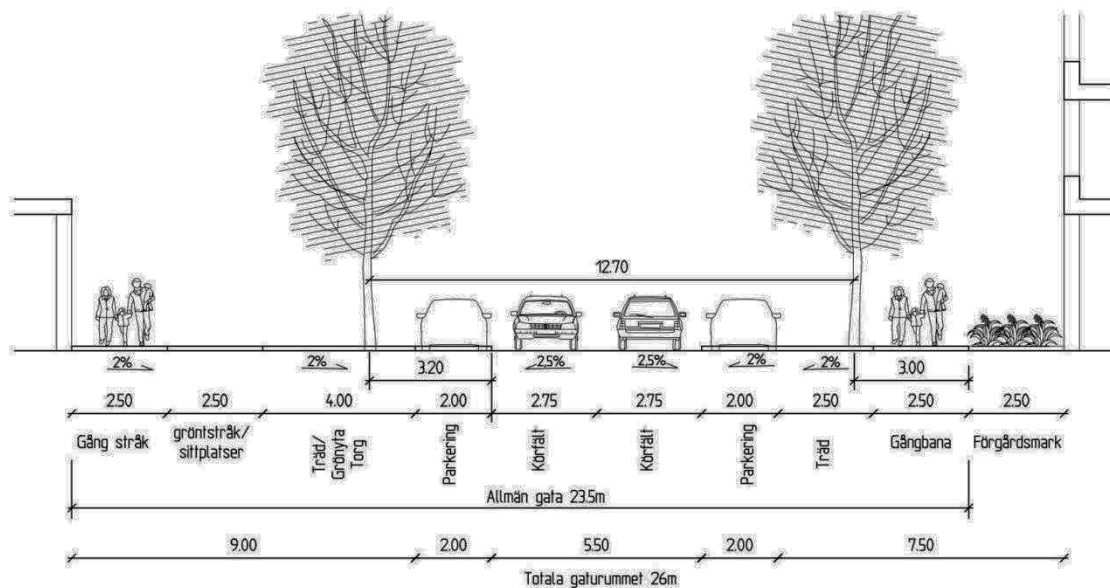 12.70
2%
2%
2,5%
2,5%
2%
2%
3.20
3.00
2.50
2.50
4.00
2.00
2.75
2.75
2.00
2.50
2.50
2.50
Gång stråk
gröntstråk/
sittplatser
Träd/
Grönyta
Torg
Parkering
Körfält
Körfält
Parkering
Träd
Gångbana
Förgårdsmark
Allmän gata 23.5m
9.00
2.00
5.50
2.00
7.50
Totala gaturummet 26m